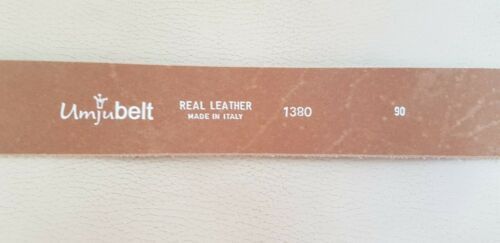 Umjubelt
REAL LEATHER
MADE IN ITALY
1380
90